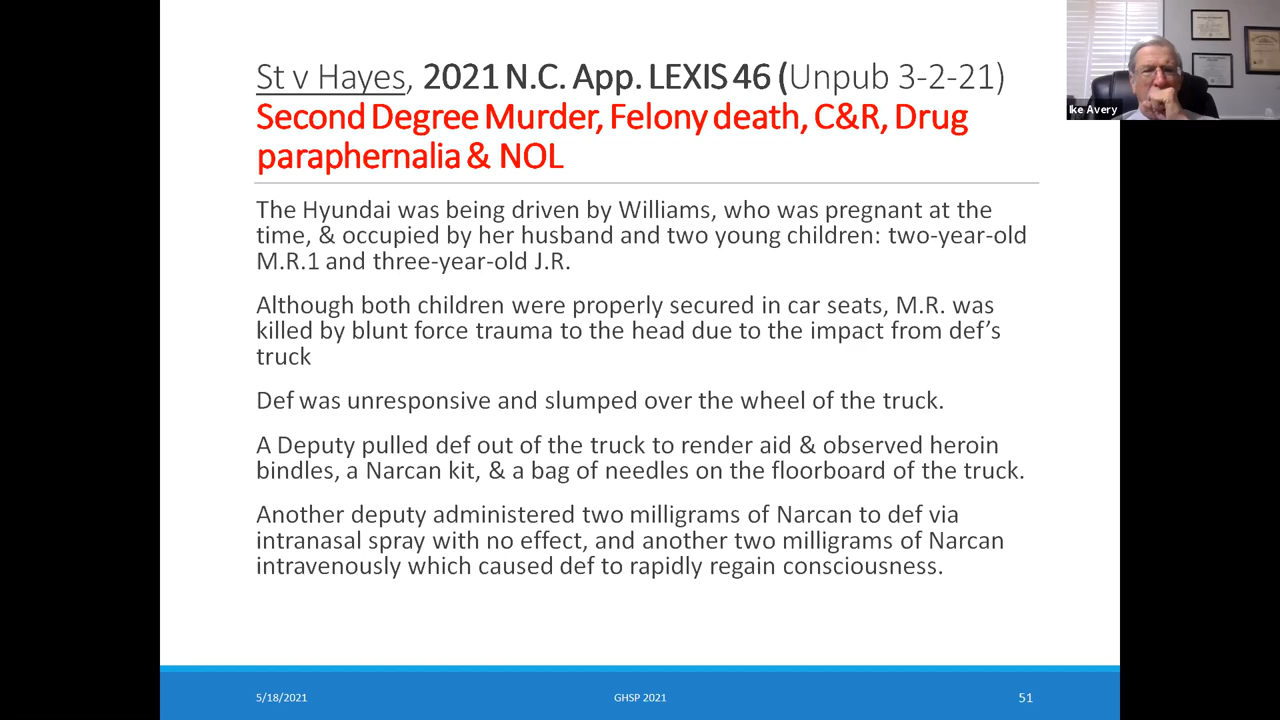 St v Hayes, 2021 N.C. App. LEXIS 46 (Unpub 3-2-21)
Second Degree Murder, Felony death, C&R, Drug
paraphernalia & NOL
The Hyundai was being driven by Williams, who was pregnant at the
time, & occupied by her husband and two young children: two-year-old
M.R.1 and three-year-old J.R.
Although both children were properly secured in car seats, M.R. was
killed by blunt force trauma to the head due to the impact from def’s
truck
Def was unresponsive and slumped over the wheel of the truck.
A Deputy pulled def out of the truck to render aid & observed heroin
bindles, a Narcan kit, & a bag of needles on the floorboard of the truck.
Another deputy administered two milligrams of Narcan to def via
intranasal spray with no effect, and another two milligrams of Narcan
intravenously which caused def to rapidly regain consciousness.
5/18/2021
GHSP 2021
51
Ike Avery